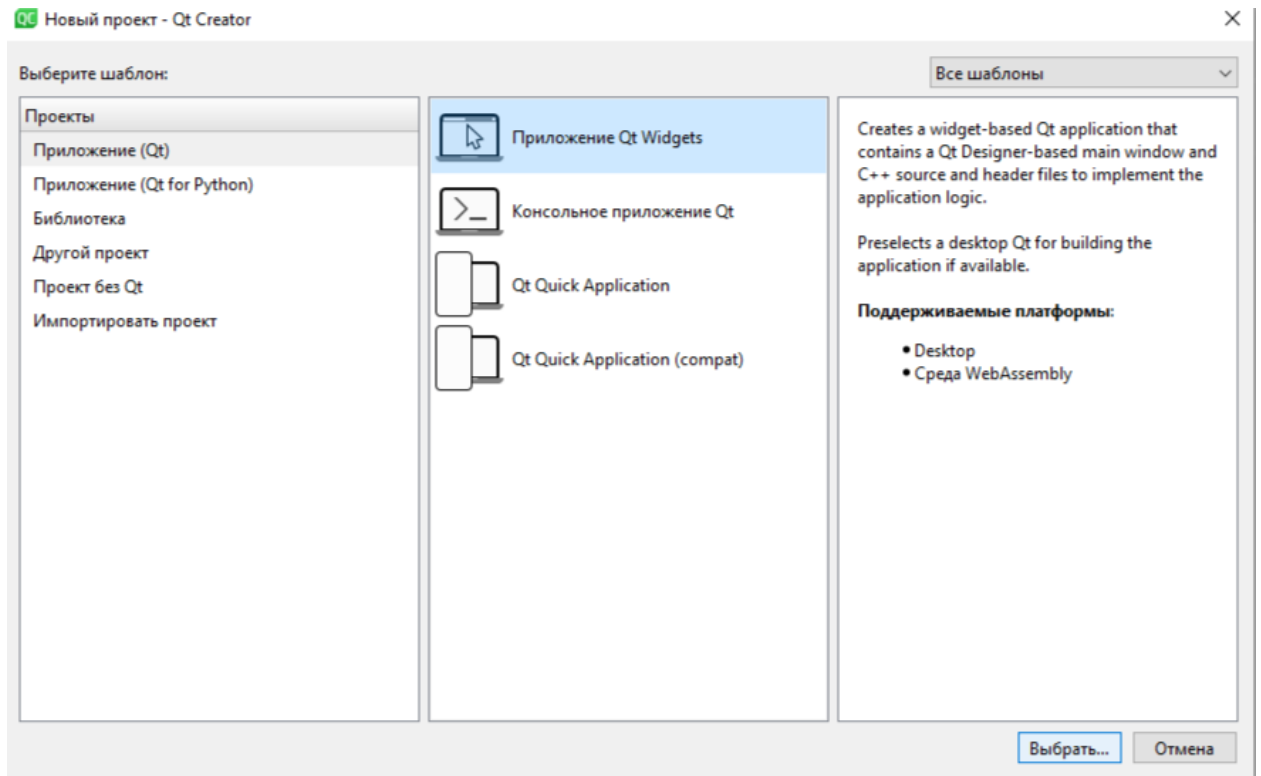 Новый проект - Qt Creator
Выберите шаблон:
Все шаблоны
Проекты
Приложение (Qt)
Приложение (Qt for Python)
Библиотека
Другой проект
Проект без Qt
Импортировать проект
Приложение Qt Widgets
Консольное приложение Qt
Qt Quick Application
Qt Quick Application (compat)
Creates a widget-based Qt application that
contains a Qt Designer-based main window and
C++ source and header files to implement the
application logic.
Preselects a desktop Qt for building the
application if available.
Поддерживаемые платформы:
• Desktop
• Среда WebAssembly
Выбрать...
Отмена